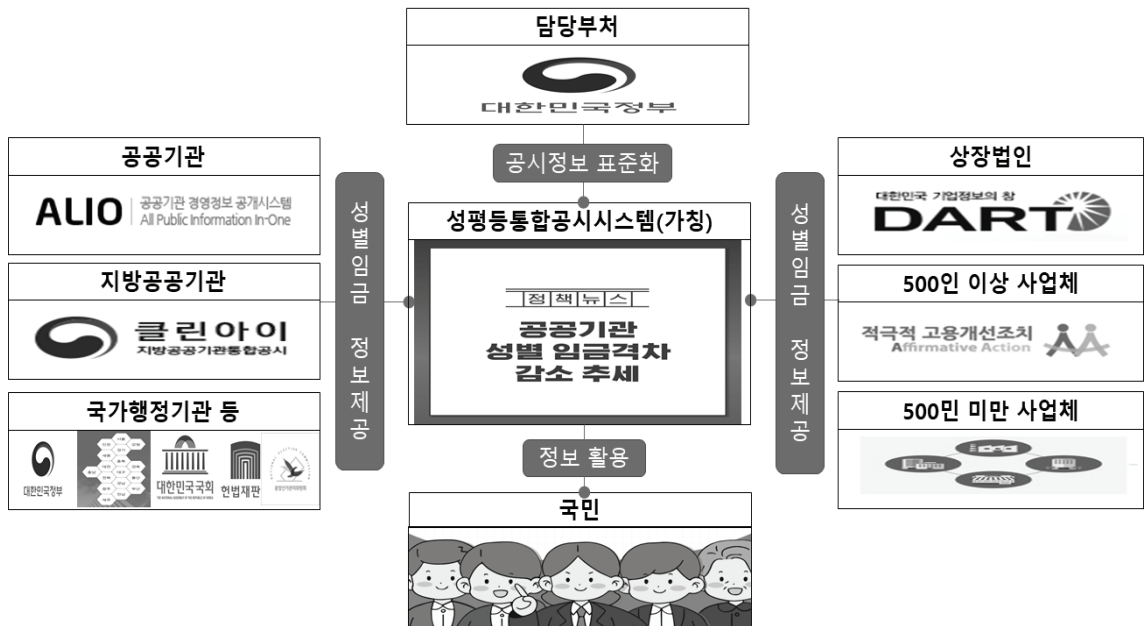 담당부처
대한민국정부
공시정보 표준화
공공기관
ALIO
공공기관 경영정보 공개시스템
All Public Information In-One
지방공공기관
클린아이
지방공공기관통합공시
국가행정기관 등
대한민국정부
대한민국국회
헌법재판
성별임금 정보제공
성평등통합공시시스템(가칭)
정책뉴스
공공기관
성별 임금격차
감소 추세
정보 활용
국민
성별임금 정보제공
상장법인
대한민국 기업정보의 창
DART
500인 이상 사업체
적극적 고용개선조치
Affirmative Action
500민 미만 사업체